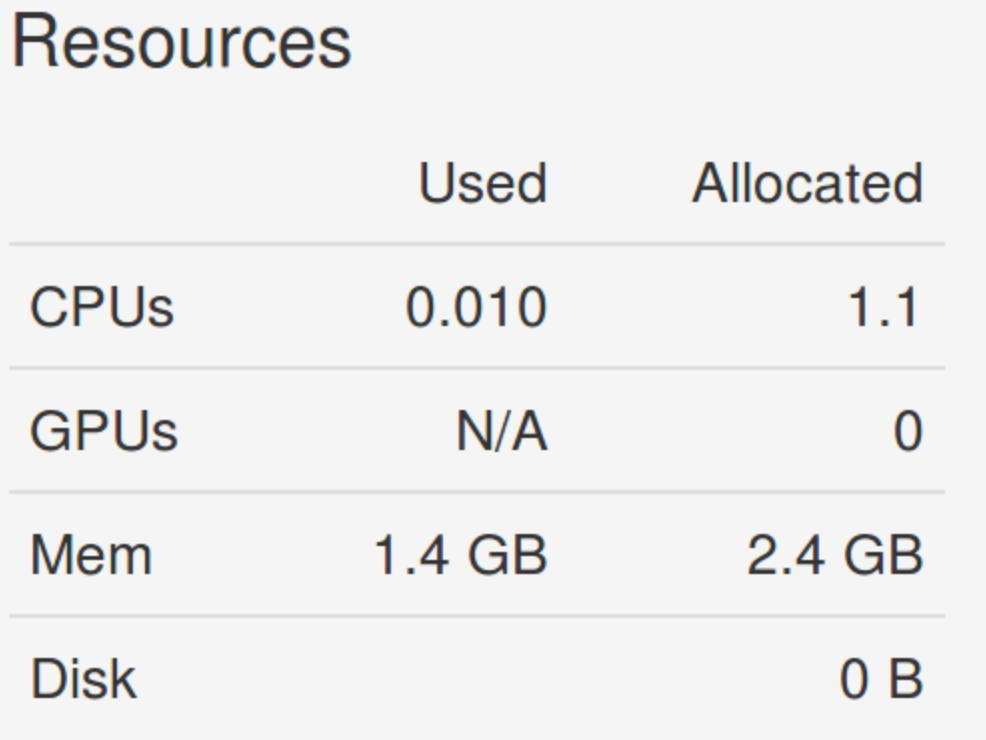 Resources
Used Allocated
CPUs 0.010 1.1
GPUs N/A 0
Mem 1.4 GB 2.4 GB
Disk 0 B